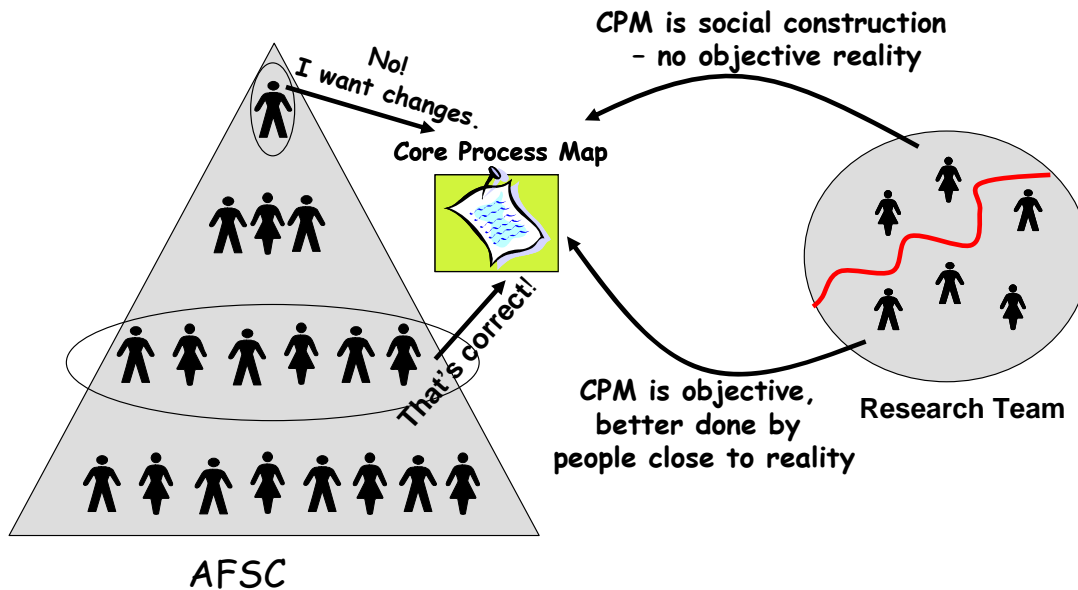 No!
I want changes.
CPM is social construction
– no objective reality
Core Process Map
That's correct!
CPM is objective,
better done by
people close to reality
Research Team
AFSC